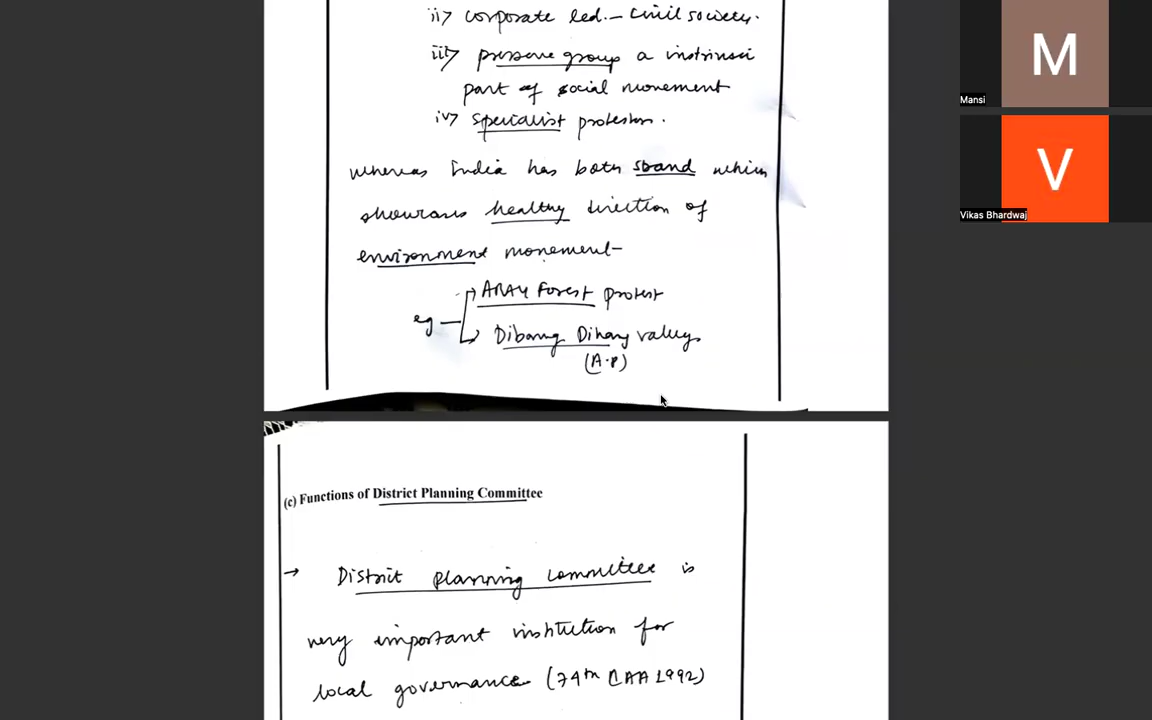 ii> corporate led. - Civil society.
iii> pressure group a instrinsic
part of social movement
iv> specialist protestors.
whereas India has both strand which
showcases healthy direction of
environment movement-
eg
ARAY Forest protest
Dibang Dihang valley
(A.P)
(c) Functions of District Planning Committee
→ District planning committee is
very important institution for
local governance (74th CAA 1992)
M
Mansi
V
Vikas Bhardwaj